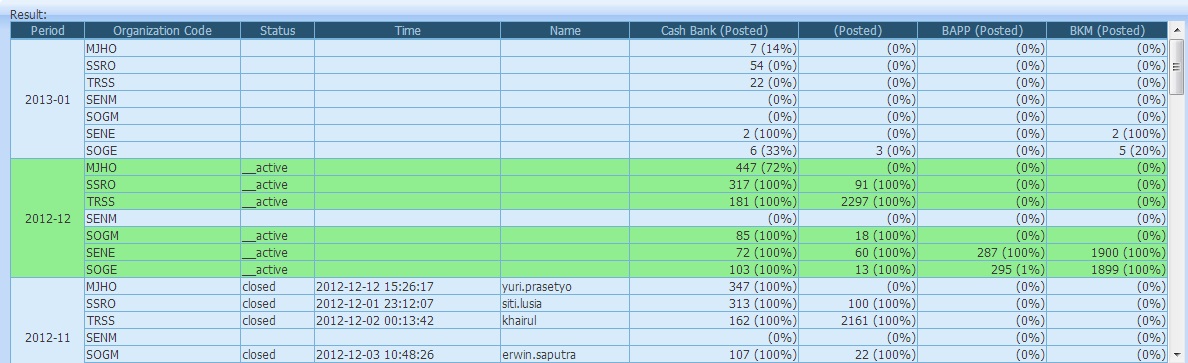 Result:
Period Organization Code Status Time Name Cash Bank (Posted) (Posted) BAPP (Posted) BKM (Posted)
MJHO 7 (14%) (0%) (0%) (0%)
SSRO 54 (0%) (0%) (0%) (0%)
TRSS 22 (0%) (0%) (0%) (0%)
2013-01 SENM (0%) (0%) (0%) (0%)
SOGM (0%) (0%) (0%) (0%)
SENE 2 (100%) (0%) (0%) 2 (100%)
SOGE 6 (33%) 3 (0%) (0%) 5 (20%)
MJHO __active 447 (72%) (0%) (0%) (0%)
SSRO __active 317 (100%) 91 (100%) (0%) (0%)
TRSS __active 181 (100%) 2297 (100%) (0%) (0%)
2012-12 SENM (0%) (0%) (0%) (0%)
SOGM __active 85 (100%) 18 (100%) (0%) (0%)
SENE __active 72 (100%) 60 (100%) 287 (100%) 1900 (100%)
SOGE __active 103 (100%) 13 (100%) 295 (1%) 1899 (100%)
MJHO closed 2012-12-12 15:26:17 yuri.prasetyo 347 (100%) (0%) (0%) (0%)
SSRO closed 2012-12-01 23:12:07 siti.lusia 313 (100%) 100 (100%) (0%) (0%)
TRSS closed 2012-12-02 00:13:42 khairul 162 (100%) 2161 (100%) (0%) (0%)
2012-11 SENM (0%) (0%) (0%) (0%)
SOGM closed 2012-12-03 10:48:26 erwin.saputra 107 (100%) 22 (100%) (0%) (0%)